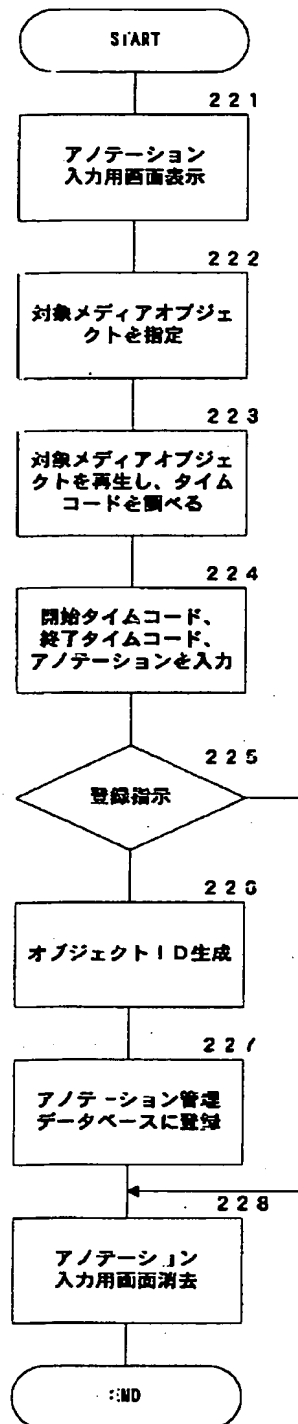 START
221
アノテーション
入力用画面表示
222
対象メディアオブジェ
クトを指定
223
対象メディアオブジェ
クトを再生し、タイム
コードを調べる
224
開始タイムコード、
終了タイムコード、
アノテーションを入力
225
登録指示
226
オブジェクトID生成
227
アノテーション管理
データベースに登録
228
アノテーション
入力用画面消去
END